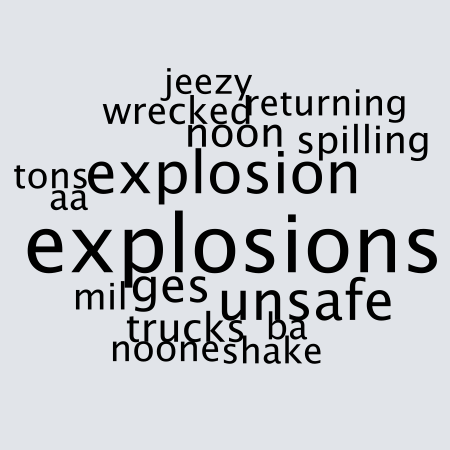 jeezy
wrecked returning
noon spilling
tons explosion
aa
explosions
mil ges unsafe
trucks ba
noone shake